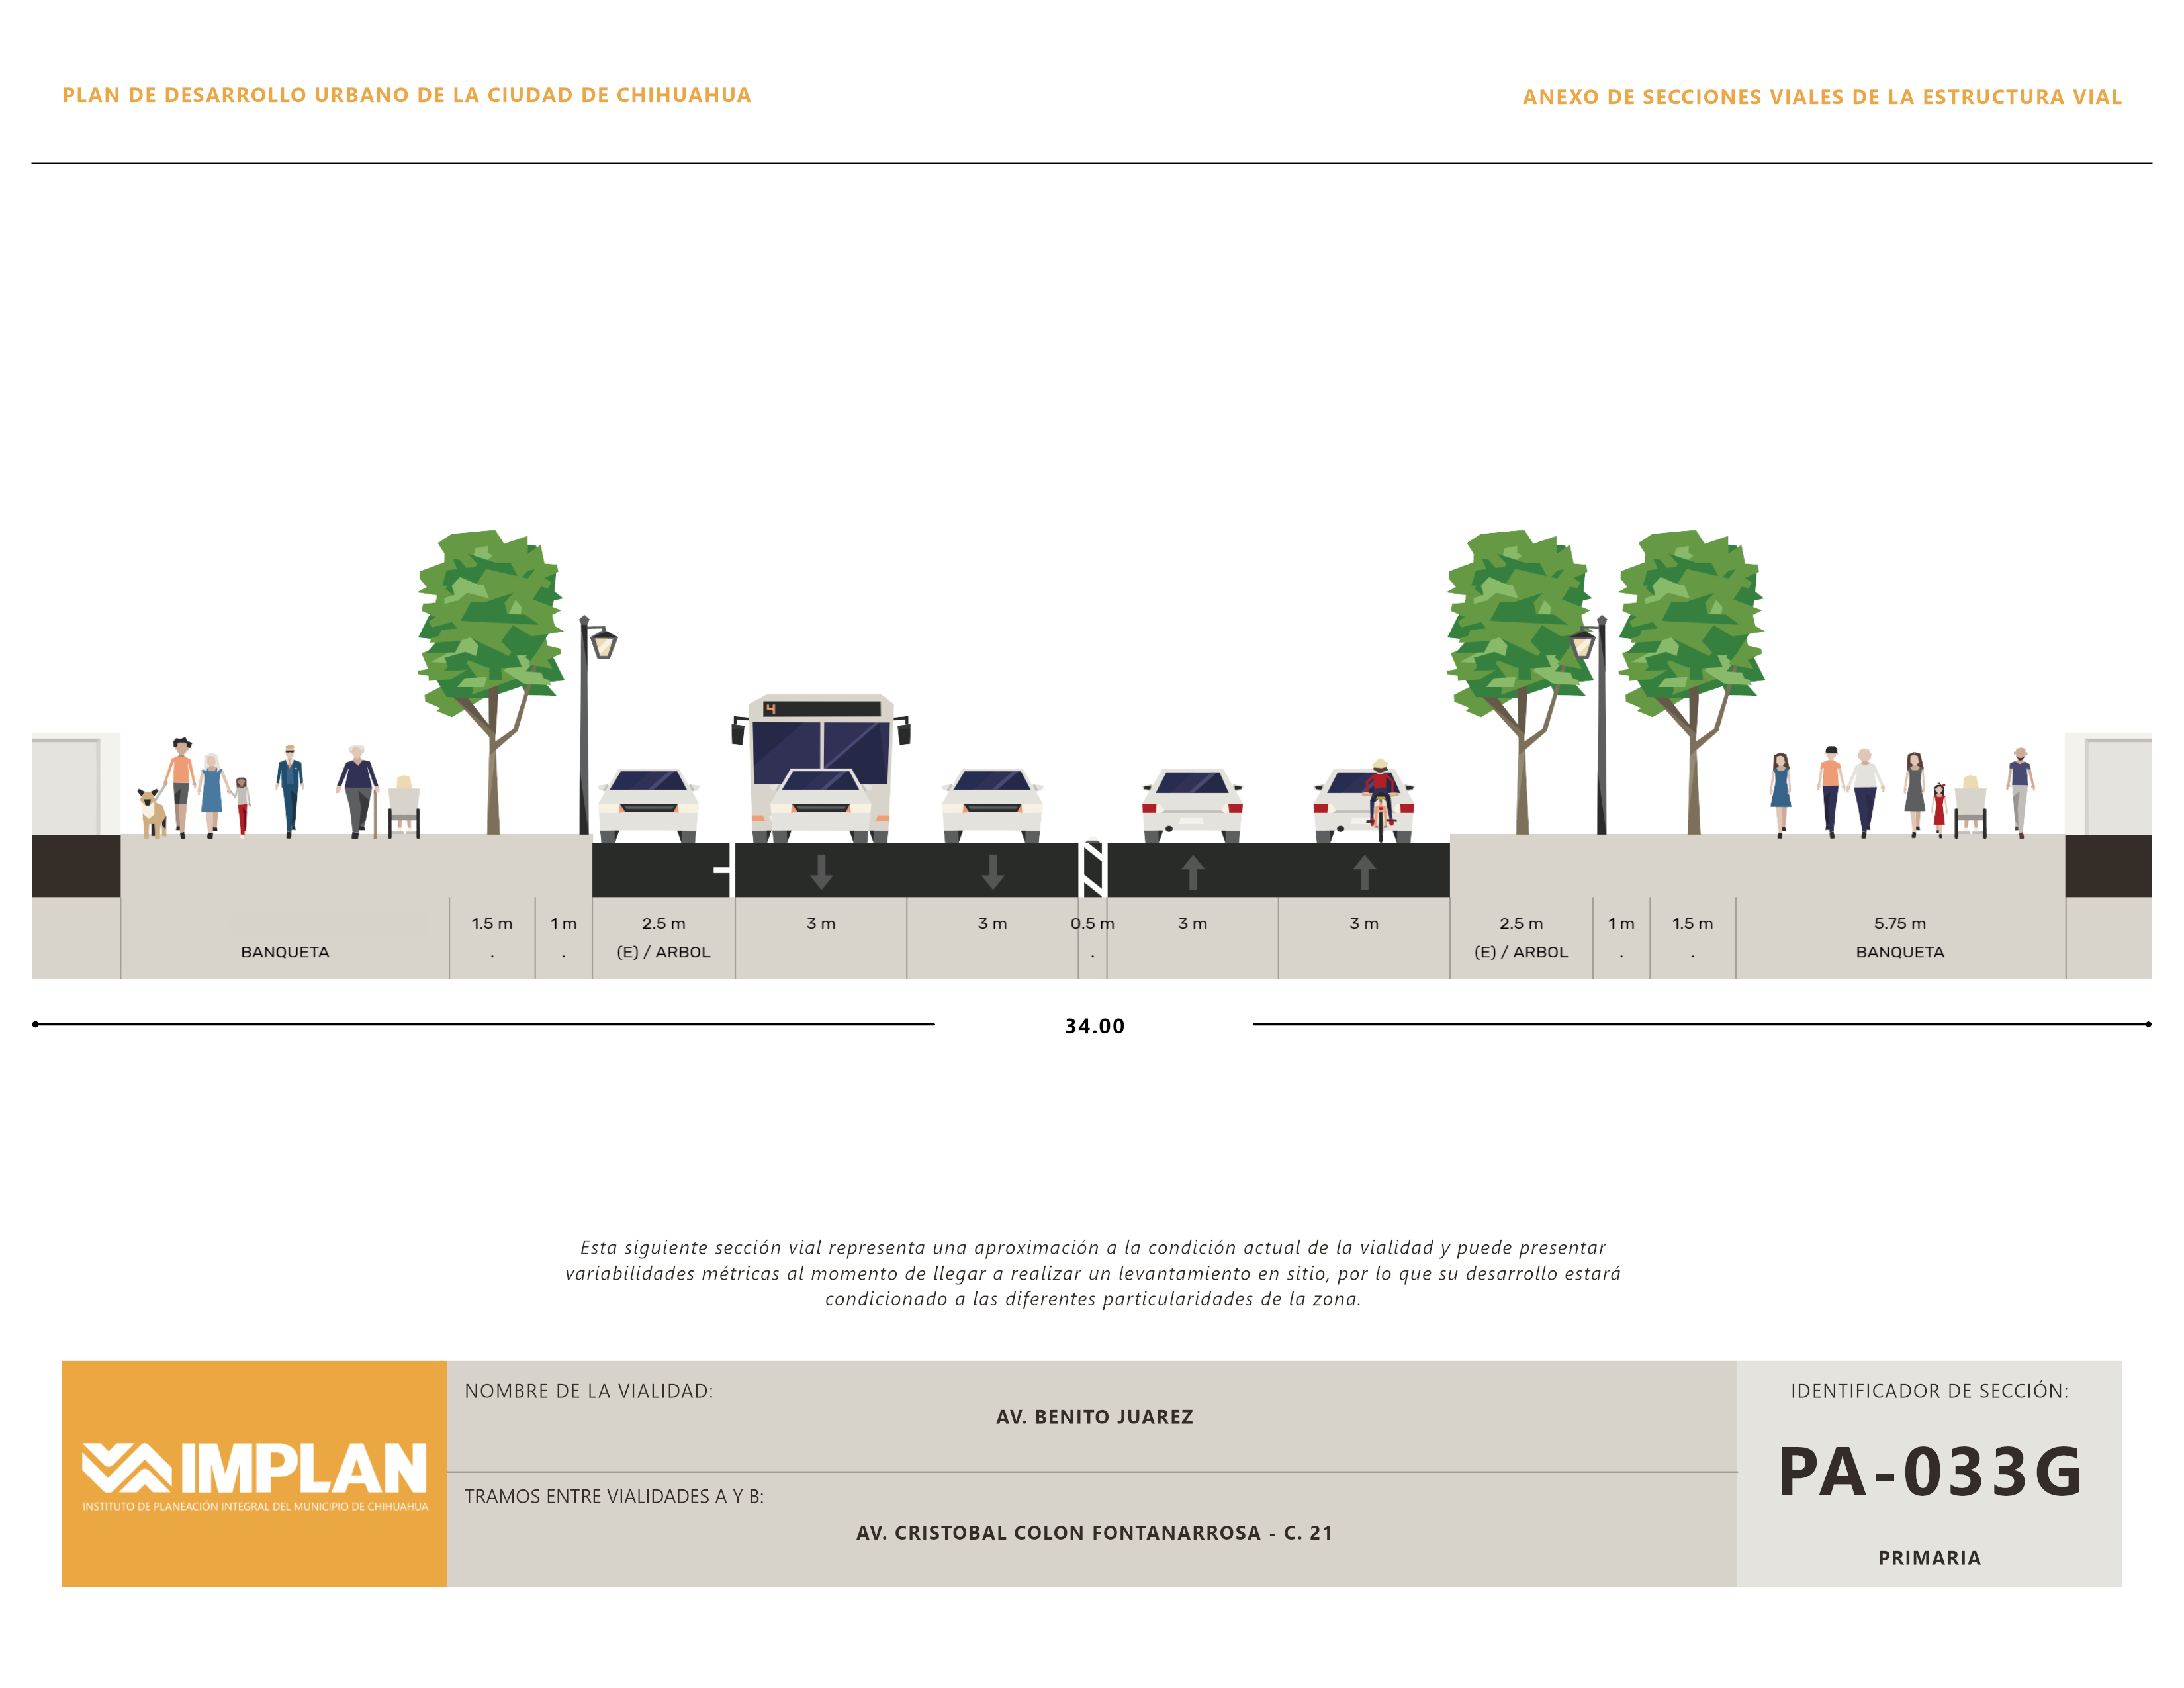 PLAN DE DESARROLLO URBANO DE LA CIUDAD DE CHIHUAHUA
ANEXO DE SECCIONES VIALES DE LA ESTRUCTURA VIAL
4
1.5 m 1 m 2.5 m 3 m 3 m 0.5 m 3 m 3 m 2.5 m 1 m 1.5 m 5.75 m
BANQUETA . . (E) / ARBOL . (E) / ARBOL . . BANQUETA
34.00
Esta siguiente sección vial representa una aproximación a la condición actual de la vialidad y puede presentar
variabilidades métricas al momento de llegar a realizar un levantamiento en sitio, por lo que su desarrollo estará
condicionado a las diferentes particularidades de la zona.
IMPLAN
INSTITUTO DE PLANEACIÓN INTEGRAL DEL MUNICIPIO DE CHIHUAHUA
NOMBRE DE LA VIALIDAD:
AV. BENITO JUAREZ
TRAMOS ENTRE VIALIDADES A Y B:
AV. CRISTOBAL COLON FONTANARROSA - C. 21
IDENTIFICADOR DE SECCIÓN:
PA-033G
PRIMARIA